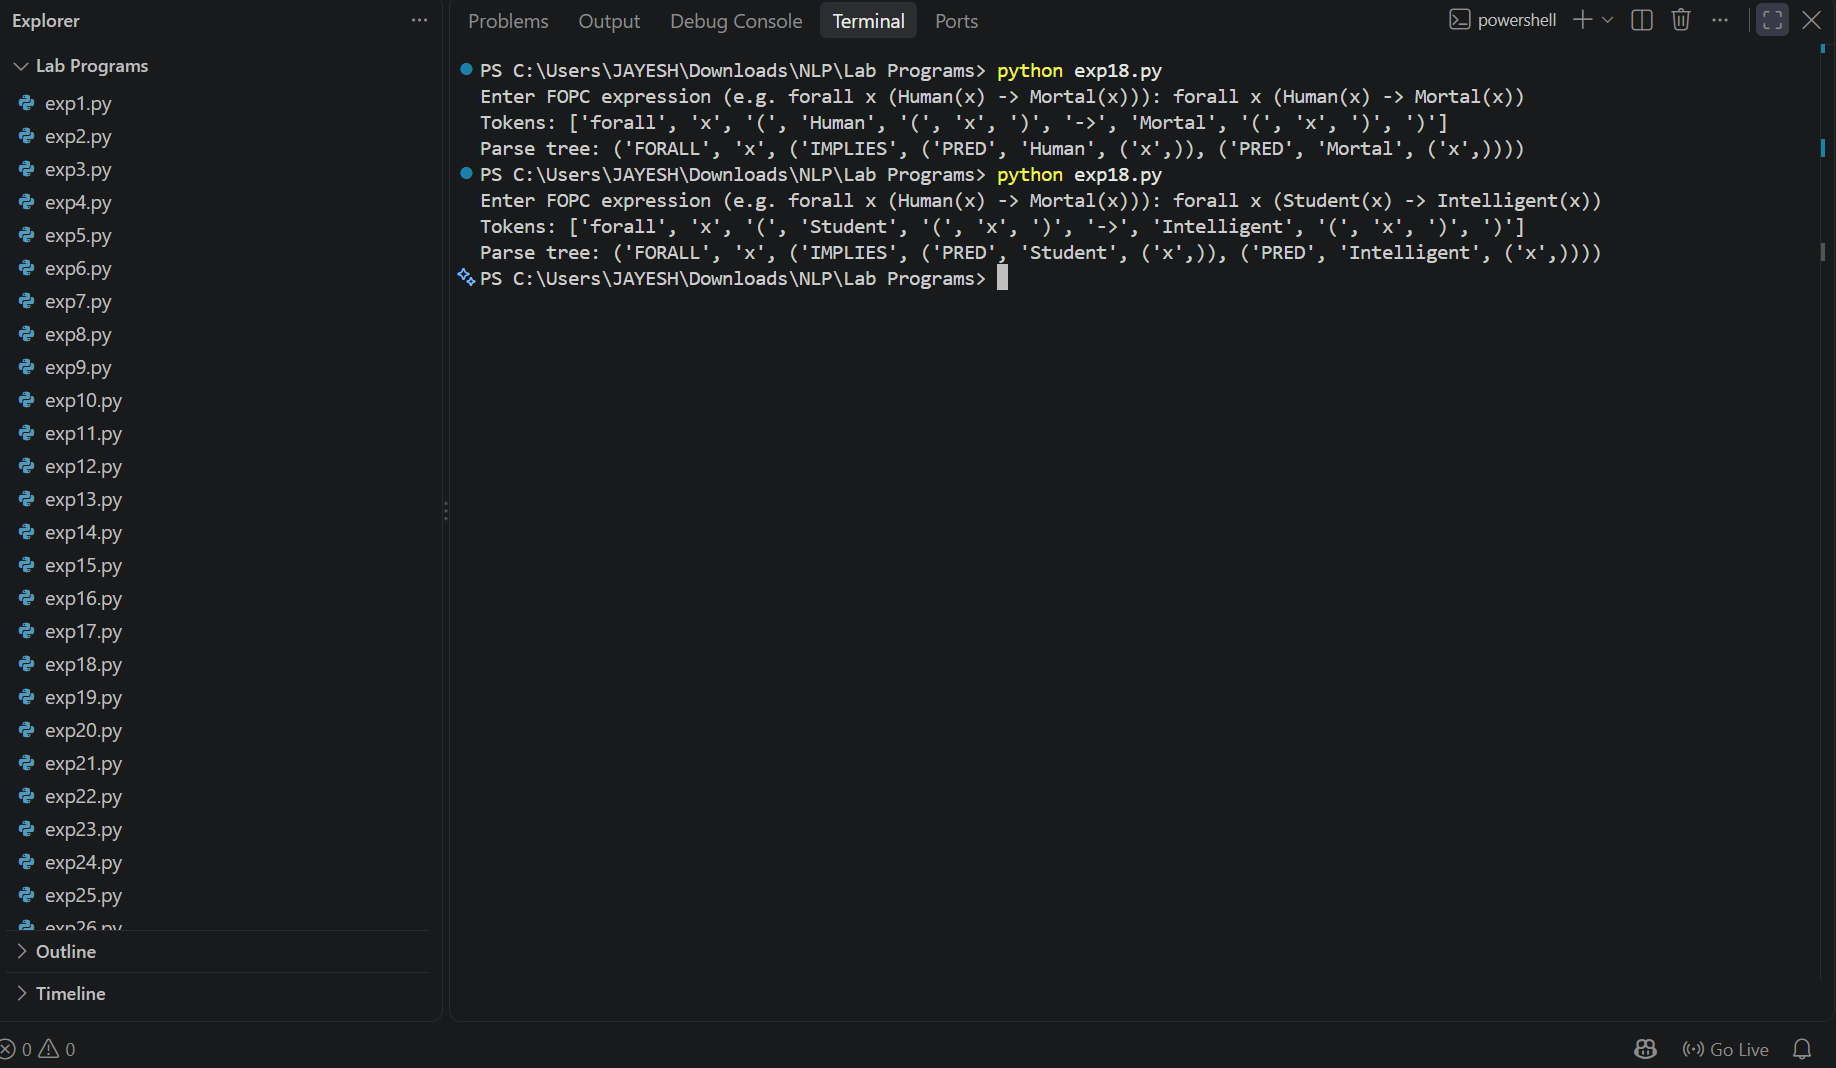 Explorer
Lab Programs
exp1.py
exp2.py
exp3.py
exp4.py
exp5.py
exp6.py
exp7.py
exp8.py
exp9.py
exp10.py
exp11.py
exp12.py
exp13.py
exp14.py
exp15.py
exp16.py
exp17.py
exp18.py
exp19.py
exp20.py
exp21.py
exp22.py
exp23.py
exp24.py
exp25.py
exp26.py
Outline
Timeline
Problems Output Debug Console Terminal Ports powershell
PS C:\Users\JAYESH\Downloads\NLP\Lab Programs> python exp18.py
Enter FOPC expression (e.g. forall x (Human(x) -> Mortal(x))): forall x (Human(x) -> Mortal(x))
Tokens: ['forall', 'x', '(', 'Human', '(', 'x', ')', '->', 'Mortal', '(', 'x', ')', ')']
Parse tree: ('FORALL', 'x', ('IMPLIES', ('PRED', 'Human', ('x',)), ('PRED', 'Mortal', ('x',))))
PS C:\Users\JAYESH\Downloads\NLP\Lab Programs> python exp18.py
Enter FOPC expression (e.g. forall x (Human(x) -> Mortal(x))): forall x (Student(x) -> Intelligent(x))
Tokens: ['forall', 'x', '(', 'Student', '(', 'x', ')', '->', 'Intelligent', '(', 'x', ')', ')']
Parse tree: ('FORALL', 'x', ('IMPLIES', ('PRED', 'Student', ('x',)), ('PRED', 'Intelligent', ('x',))))
PS C:\Users\JAYESH\Downloads\NLP\Lab Programs>
0 0 Go Live